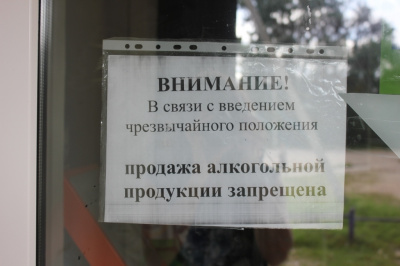 ВНИМАНИЕ!
В связи с введением
чрезвычайного положения
продажа алкогольной
продукции запрещена